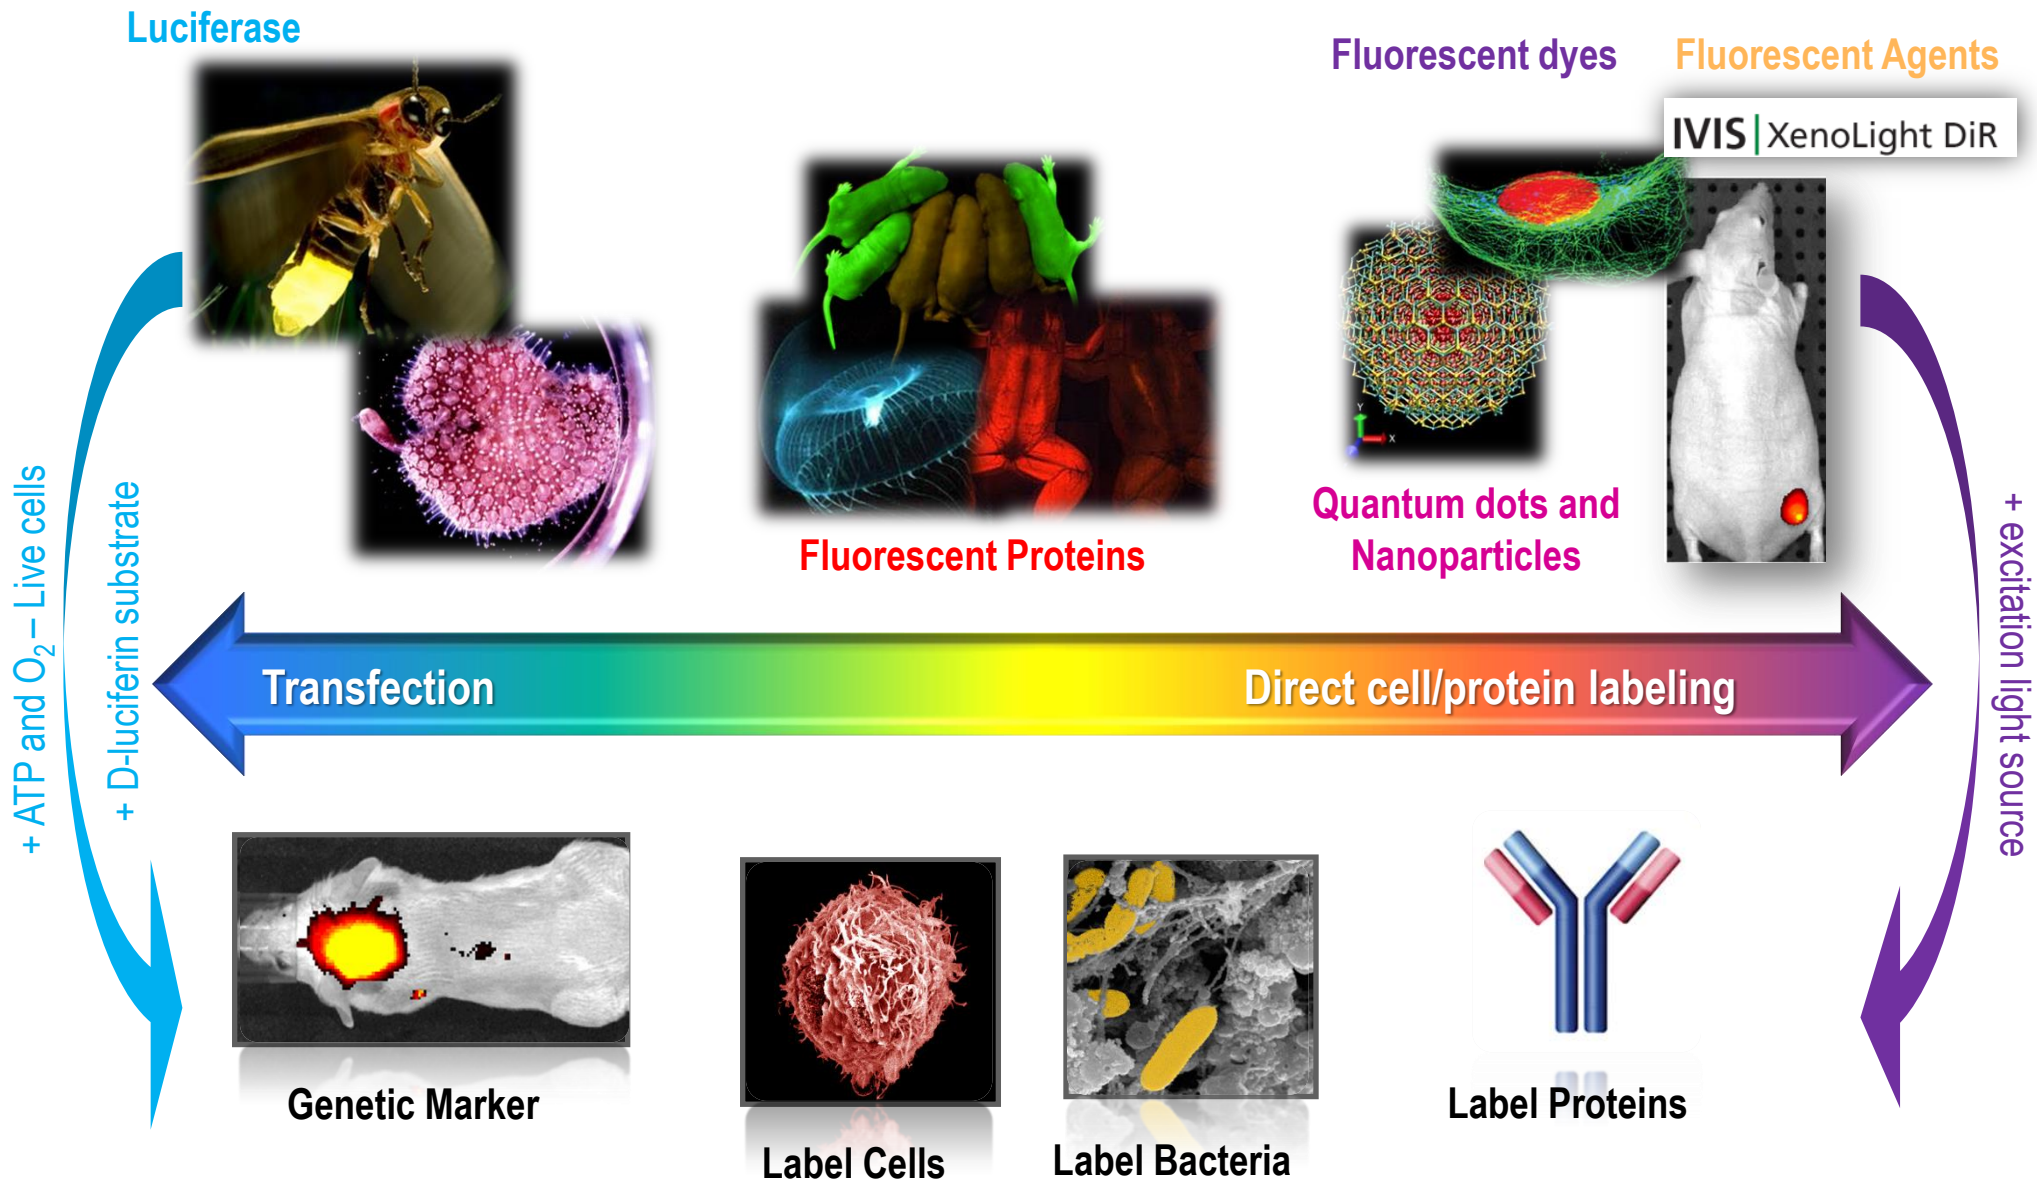 Luciferase
Fluorescent dyes
Fluorescent Agents
IVIS | XenoLight DiR
Y
X
Fluorescent Proteins
Quantum dots and
Nanoparticles
+ ATP and O₂ – Live cells
+ D-luciferin substrate
+ excitation light source
Transfection
Direct cell/protein labeling
Genetic Marker
Label Cells
Label Bacteria
Label Proteins